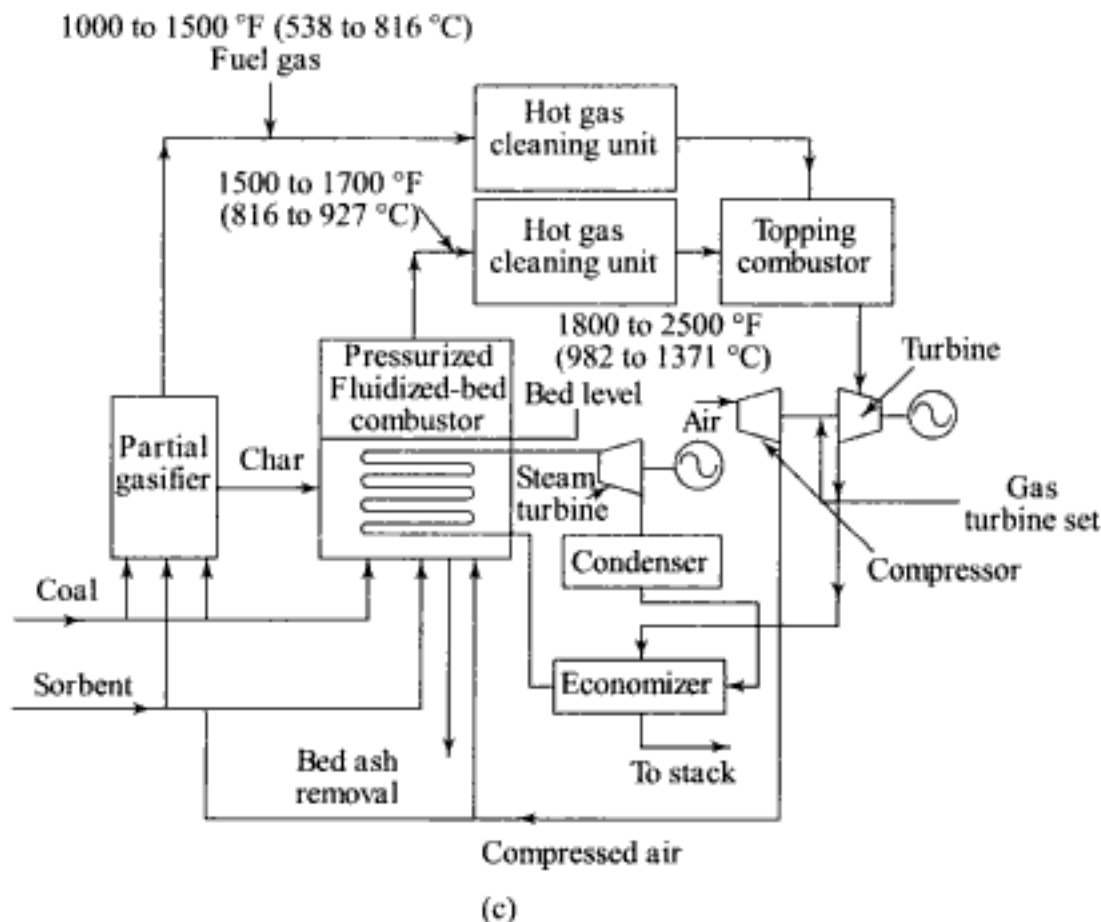 1000 to 1500 °F (538 to 816 °C)
Fuel gas
Hot gas
cleaning unit
1500 to 1700 °F
(816 to 927 °C)
Hot gas
cleaning unit
Topping
combustor
1800 to 2500 °F
(982 to 1371 °C)
Pressurized
Fluidized-bed
combustor
Bed level
Turbine
Air
Partial
gasifier
Char
Steam
turbine
Gas
turbine set
Condenser
Compressor
Coal
Sorbent
Economizer
Bed ash
removal
To stack
Compressed air
(c)